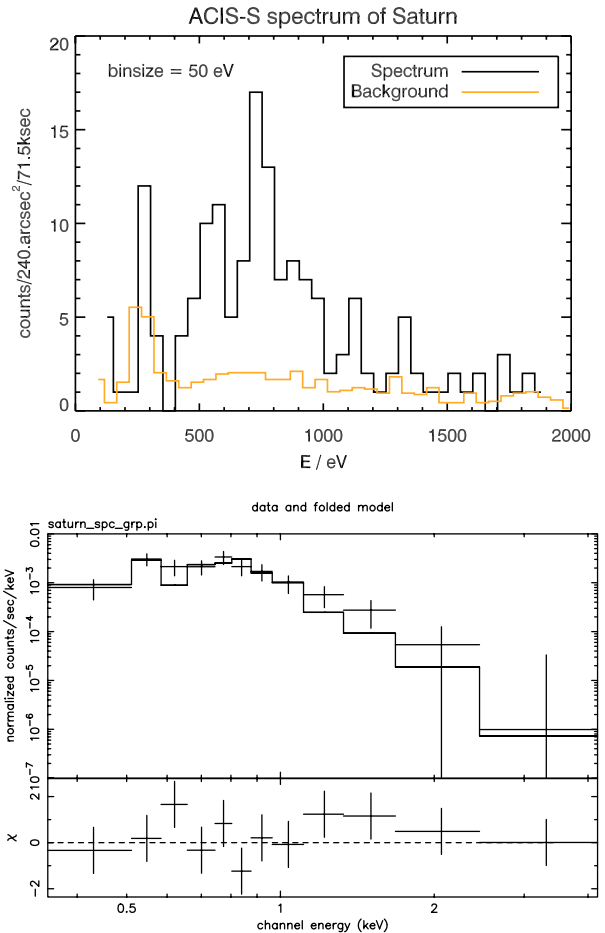 ACIS-S spectrum of Saturn
20
15
10
5
0
counts/240.arcsec²/71.5ksec
binsize = 50 eV
Spectrum
Background
0 500 1000 1500 2000
E / eV
data and folded model
saturn_spc_grp.pi
0.01
10⁻³
10⁻⁴
10⁻⁵
10⁻⁶
10⁻⁷
normalized counts/sec/keV
2
0
-2
χ
0.5 1 2
channel energy (keV)